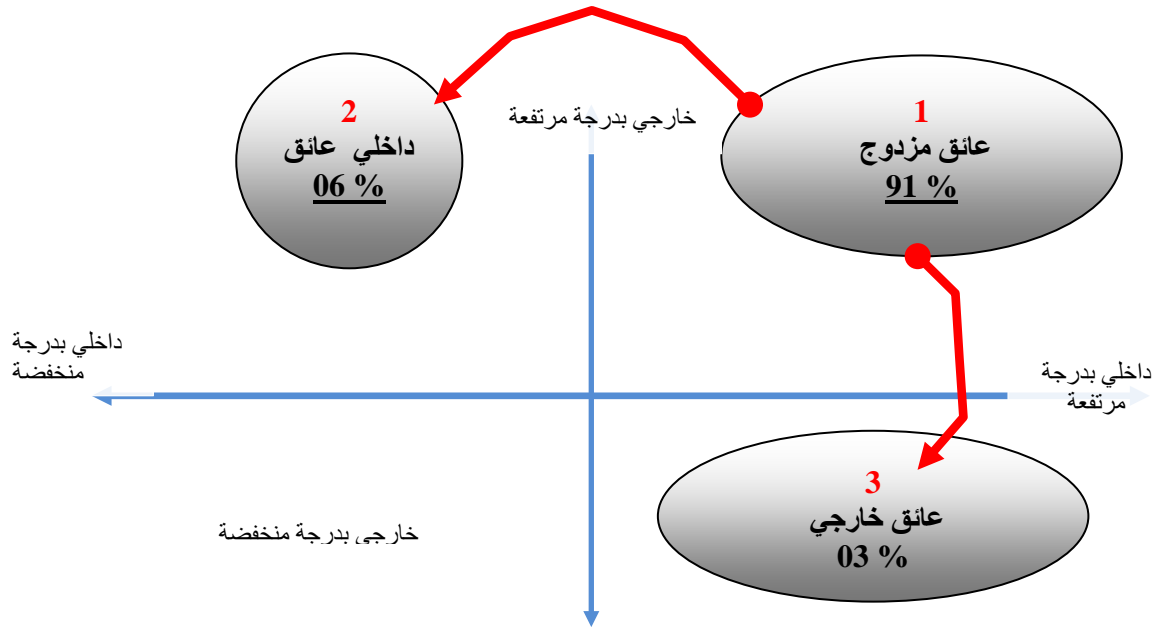 1
عائق مزدوج
91 %
2
داخلي عائق
06 %
خارجي بدرجة مرتفعة
داخلي بدرجة
مرتفعة
داخلي بدرجة
منخفضة
3
عائق خارجي
03 %
خارجي بدرجة منخفضة